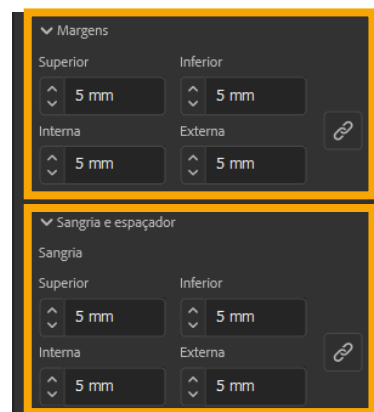 Margens
Superior Inferior
5 mm 5 mm
Interna Externa
5 mm 5 mm
Sangria e espaçador
Sangria
Superior Inferior
5 mm 5 mm
Interna Externa
5 mm 5 mm